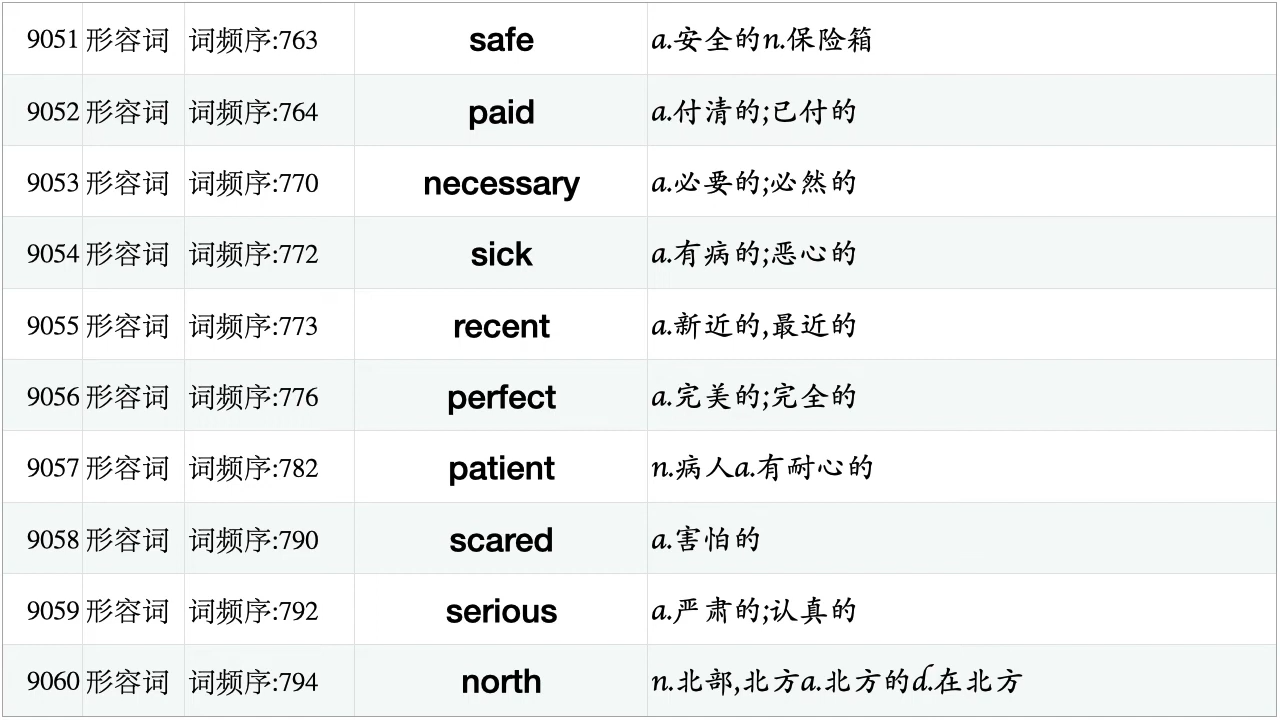 9051 形容词 词频序:763 safe a.安全的n.保险箱
9052 形容词 词频序:764 paid a.付清的;已付的
9053 形容词 词频序:770 necessary a.必要的;必然的
9054 形容词 词频序:772 sick a.有病的;恶心的
9055 形容词 词频序:773 recent a.新近的,最近的
9056 形容词 词频序:776 perfect a.完美的;完全的
9057 形容词 词频序:782 patient n.病人a.有耐心的
9058 形容词 词频序:790 scared a.害怕的
9059 形容词 词频序:792 serious a.严肃的;认真的
9060 形容词 词频序:794 north n.北部,北方a.北方的d.在北方